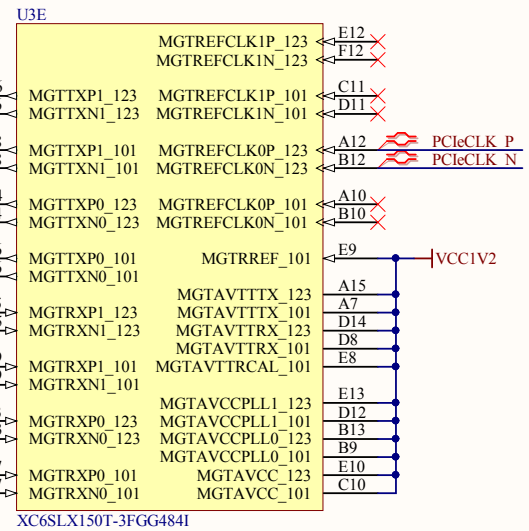 U3E
MGTREFCLK1P_123 E12
MGTREFCLK1N_123 F12
MGTTXP1_123 MGTREFCLK1P_101 C11
MGTTXN1_123 MGTREFCLK1N_101 D11
MGTTXP1_101 MGTREFCLK0P_123 A12 PCIeCLK_P
MGTTXN1_101 MGTREFCLK0N_123 B12 PCIeCLK_N
MGTTXP0_123 MGTREFCLK0P_101 A10
MGTTXN0_123 MGTREFCLK0N_101 B10
MGTTXP0_101 MGTRREF_101 E9 VCC1V2
MGTTXN0_101
MGTAVTTTX_123 A15
MGTRXP1_123 MGTAVTTTX_101 A7
MGTRXN1_123 MGTAVTTRX_123 D14
MGTAVTTRX_101 D8
MGTRXP1_101 MGTAVTTRCAL_101 E8
MGTRXN1_101
MGTAVCCPLL1_123 E13
MGTRXP0_123 MGTAVCCPLL1_101 D12
MGTRXN0_123 MGTAVCCPLL0_123 B13
MGTAVCCPLL0_101 B9
MGTRXP0_101 MGTAVCC_123 E10
MGTRXN0_101 MGTAVCC_101 C10
XC6SLX150T-3FGG484I